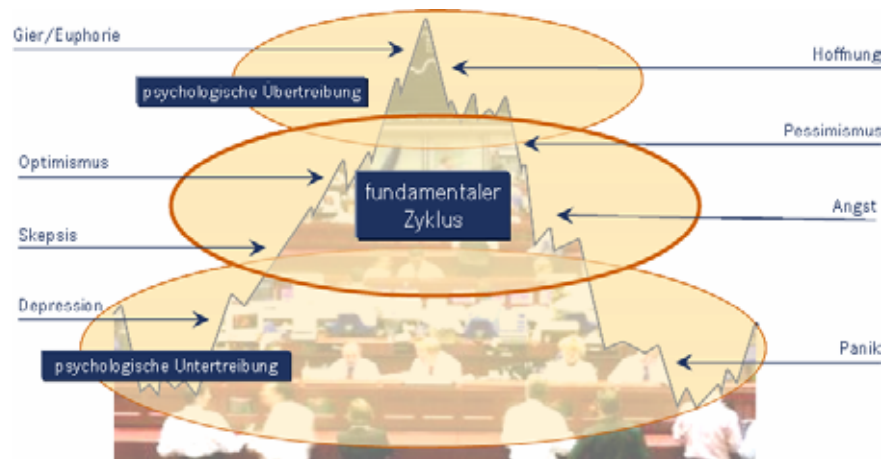 Gier/Euphorie
Hoffnung
psychologische Übertreibung
Pessimismus
Optimismus
fundamentaler
Zyklus
Angst
Skepsis
Depression
Panik
psychologische Untertreibung